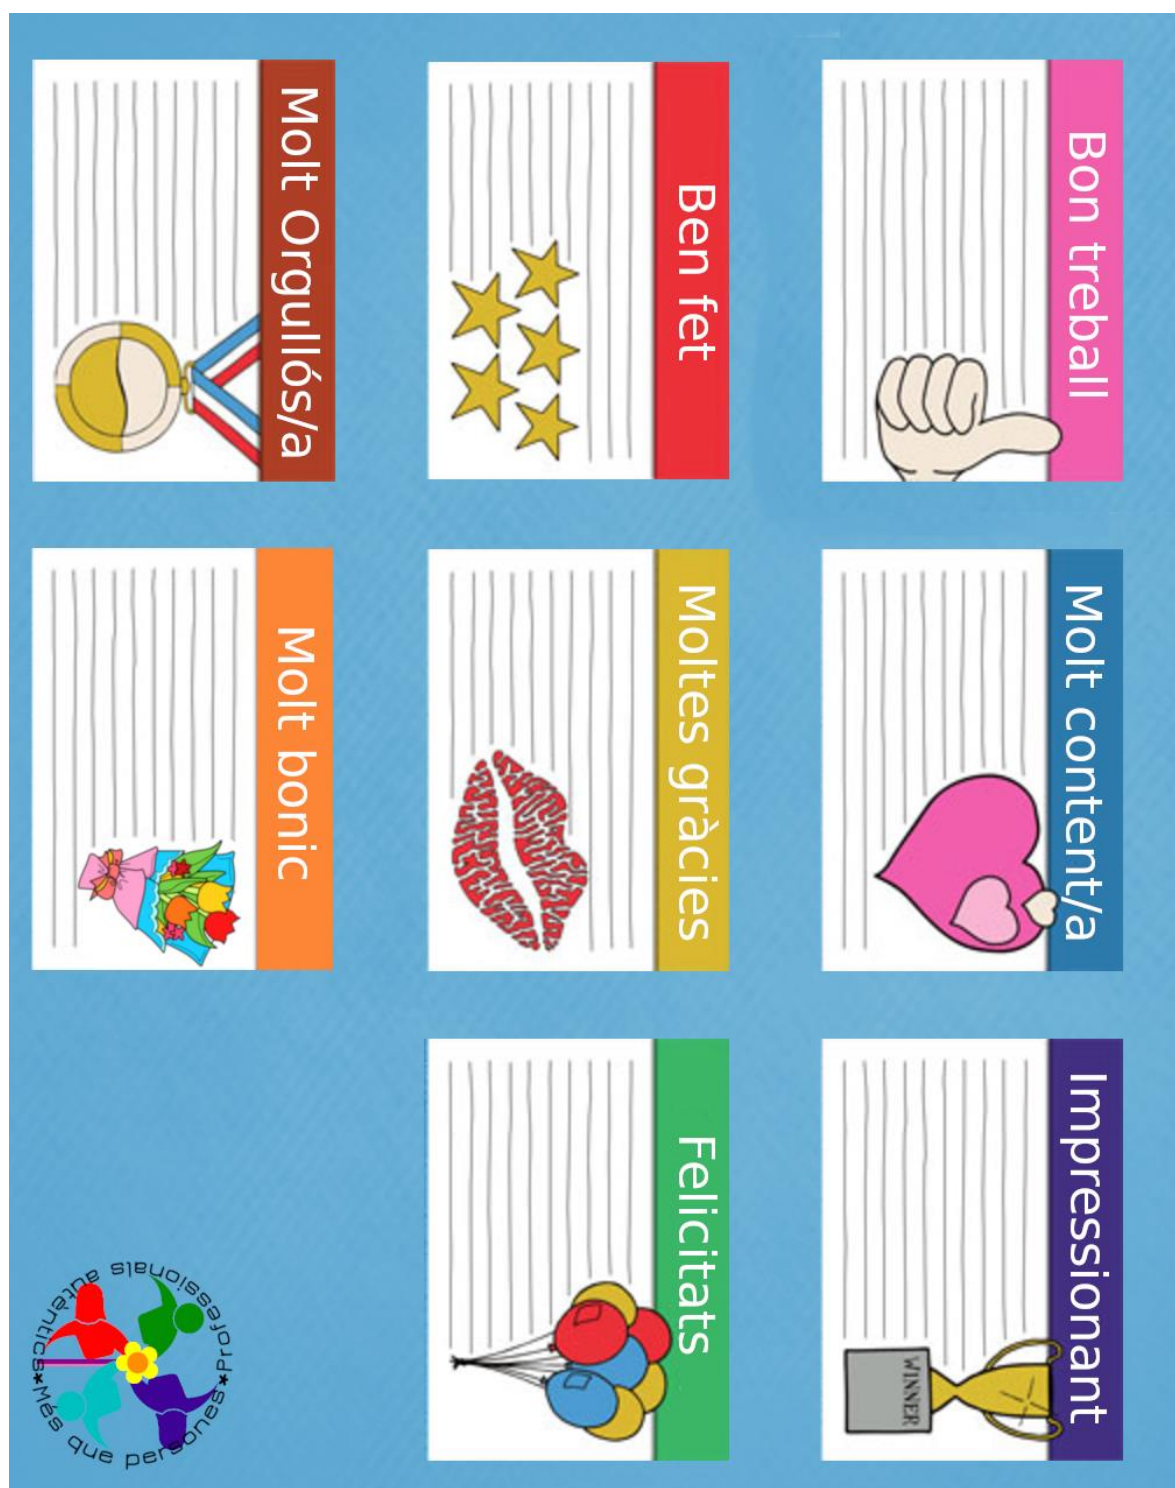 Bon treball
Molt content/a
Impressionant
WINNER
Ben fet
Moltes gràcies
Felicitats
Molt Orgullós/a
Molt bonic
Professionals autèntics★Més que persones★